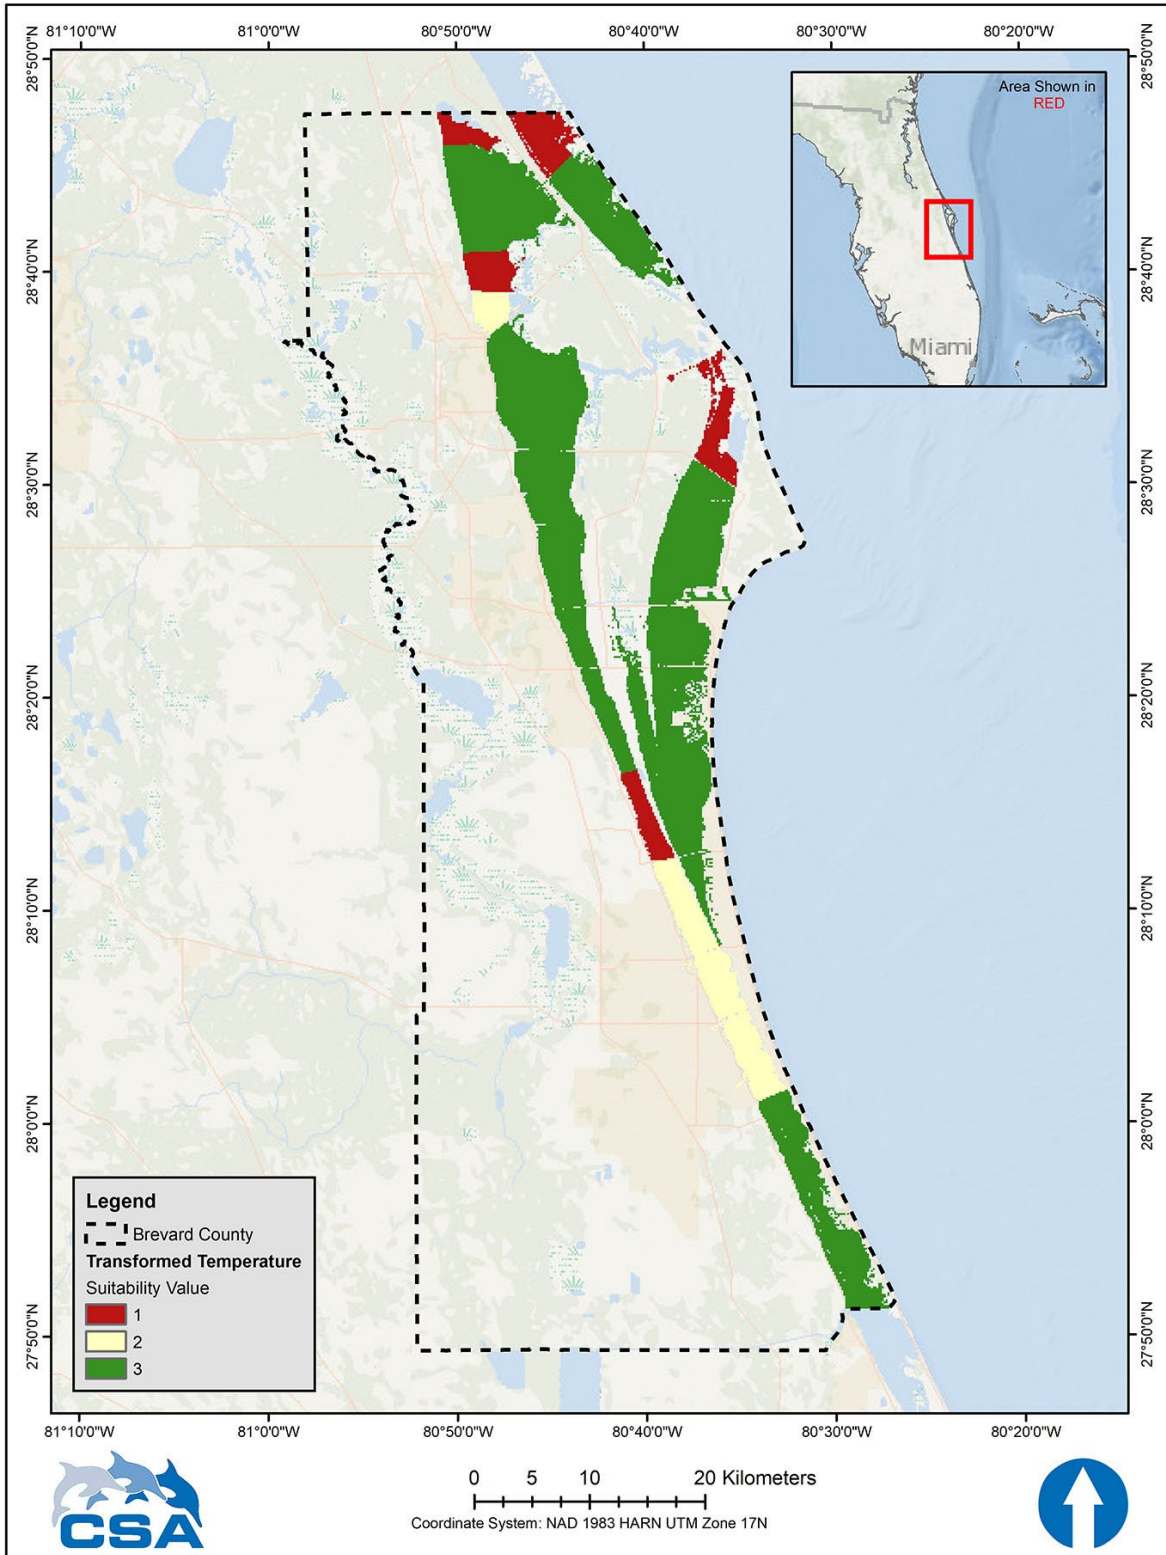 81°10'0"W 81°0'0"W 80°50'0"W 80°40'0"W 80°30'0"W 80°20'0"W
28°50'0"N 28°50'0"N
Area Shown in
RED
Miami
28°40'0"N 28°40'0"N
28°30'0"N 28°30'0"N
28°20'0"N 28°20'0"N
28°10'0"N 28°10'0"N
28°0'0"N 28°0'0"N
27°50'0"N 27°50'0"N
Legend
Brevard County
Transformed Temperature
Suitability Value
1
2
3
81°10'0"W 81°0'0"W 80°50'0"W 80°40'0"W 80°30'0"W 80°20'0"W
CSA
0 5 10 20 Kilometers
Coordinate System: NAD 1983 HARN UTM Zone 17N